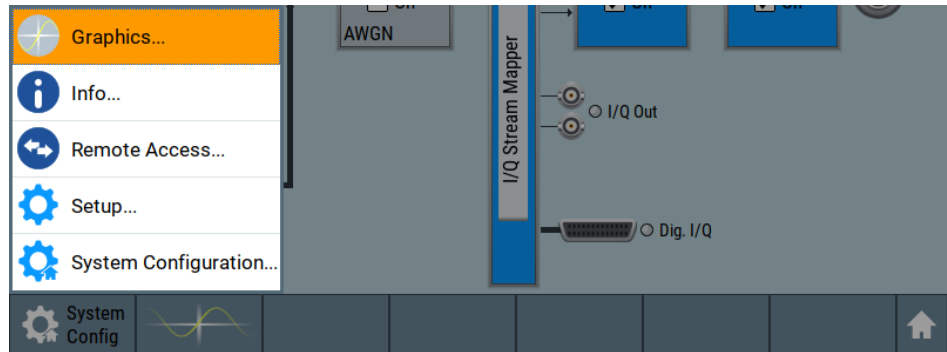 Graphics...
Info...
Remote Access...
Setup...
System Configuration...
AWGN
I/Q Stream Mapper
I/Q Out
Dig. I/Q
System
Config